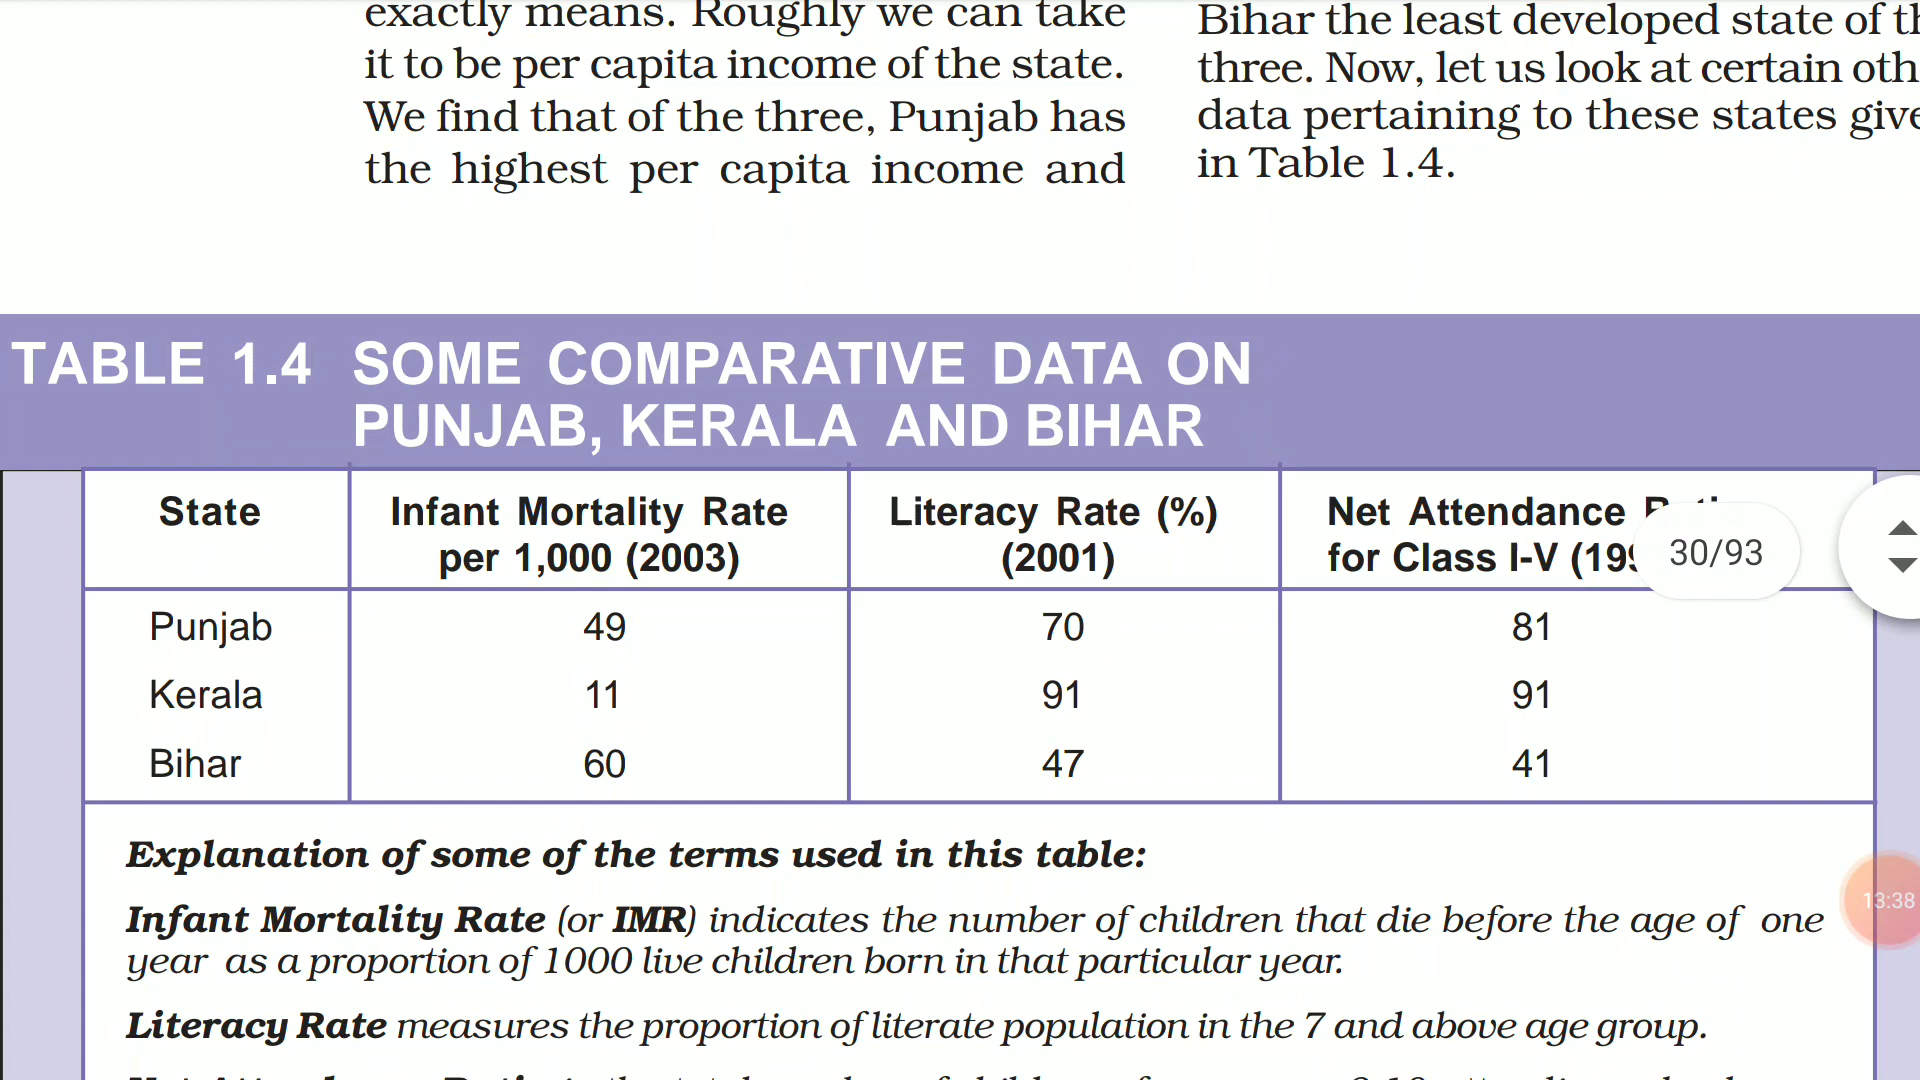 exactly means. Roughly we can take
it to be per capita income of the state.
We find that of the three, Punjab has
the highest per capita income and
Bihar the least developed state of
three. Now, let us look at certain
data pertaining to these states
in Table 1.4.
TABLE 1.4 SOME COMPARATIVE DATA ON
PUNJAB, KERALA AND BIHAR
State Infant Mortality Rate Literacy Rate (%) Net Attendance
per 1,000 (2003) (2001) for Class I-V
30/93
Punjab 49 70 81
Kerala 11 91 91
Bihar 60 47 41
Explanation of some of the terms used in this table:
Infant Mortality Rate (or IMR) indicates the number of children that die before the age of one
year as a proportion of 1000 live children born in that particular year.
13:38
Literacy Rate measures the proportion of literate population in the 7 and above age group.